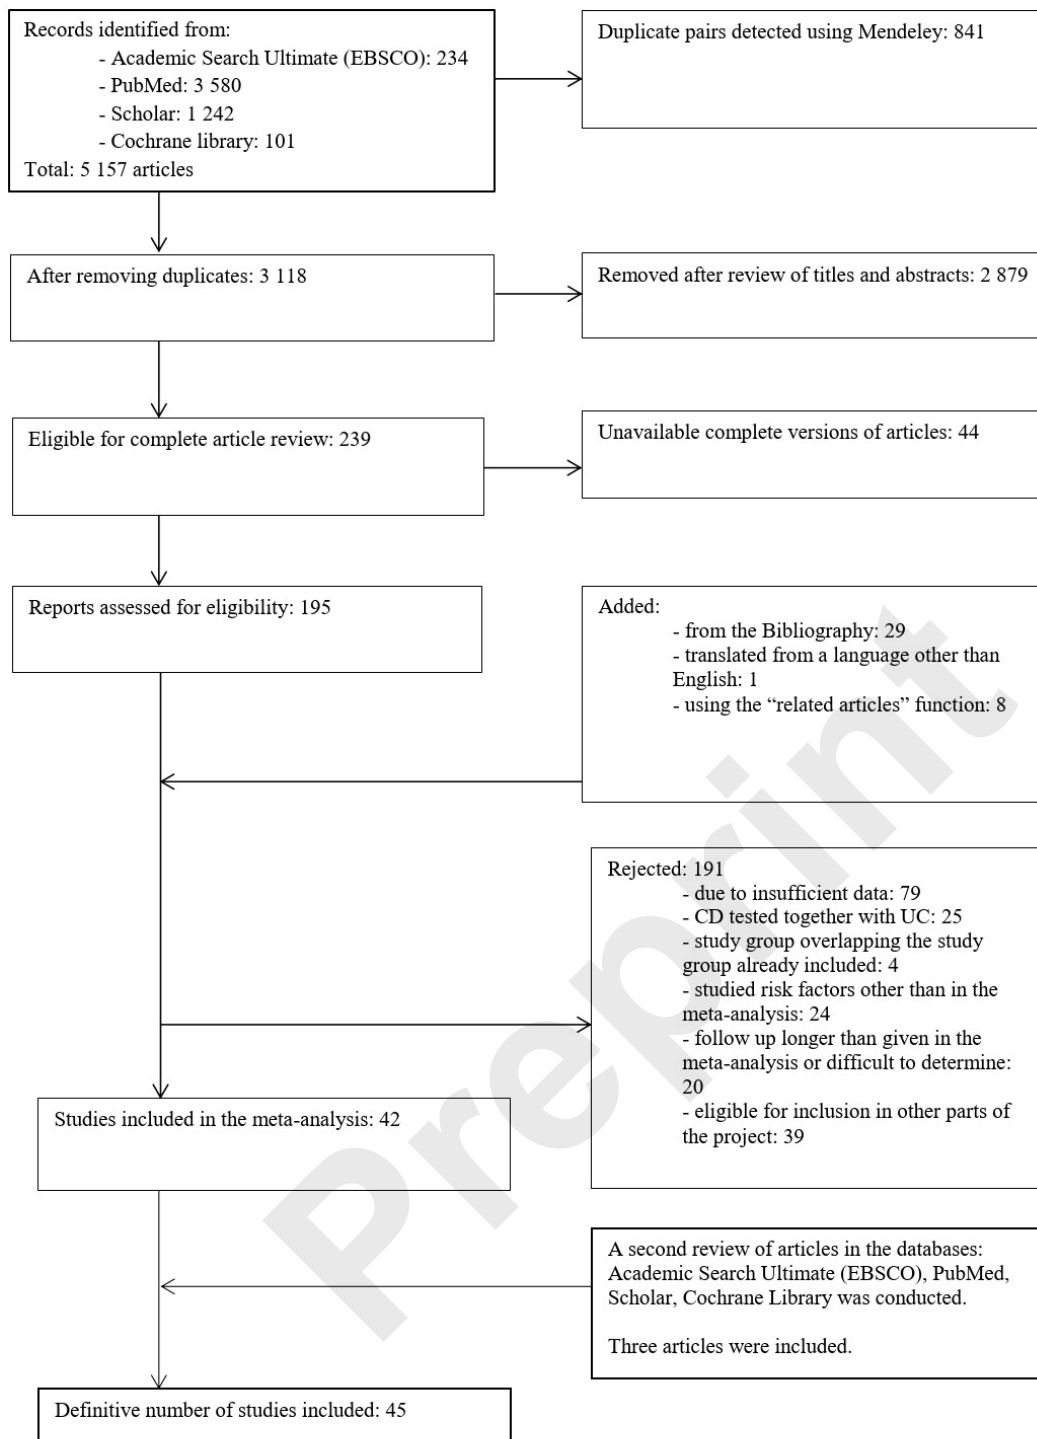 Records identified from:
- Academic Search Ultimate (EBSCO): 234
- PubMed: 3 580
- Scholar: 1 242
- Cochrane library: 101
Total: 5 157 articles
Duplicate pairs detected using Mendeley: 841
After removing duplicates: 3 118
Removed after review of titles and abstracts: 2 879
Eligible for complete article review: 239
Unavailable complete versions of articles: 44
Reports assessed for eligibility: 195
Added:
- from the Bibliography: 29
- translated from a language other than
English: 1
- using the “related articles” function: 8
Rejected: 191
- due to insufficient data: 79
- CD tested together with UC: 25
- study group overlapping the study
group already included: 4
- studied risk factors other than in the
meta-analysis: 24
- follow up longer than given in the
meta-analysis or difficult to determine:
20
- eligible for inclusion in other parts of
the project: 39
Studies included in the meta-analysis: 42
A second review of articles in the databases:
Academic Search Ultimate (EBSCO), PubMed,
Scholar, Cochrane Library was conducted.
Three articles were included.
Definitive number of studies included: 45
Preprint